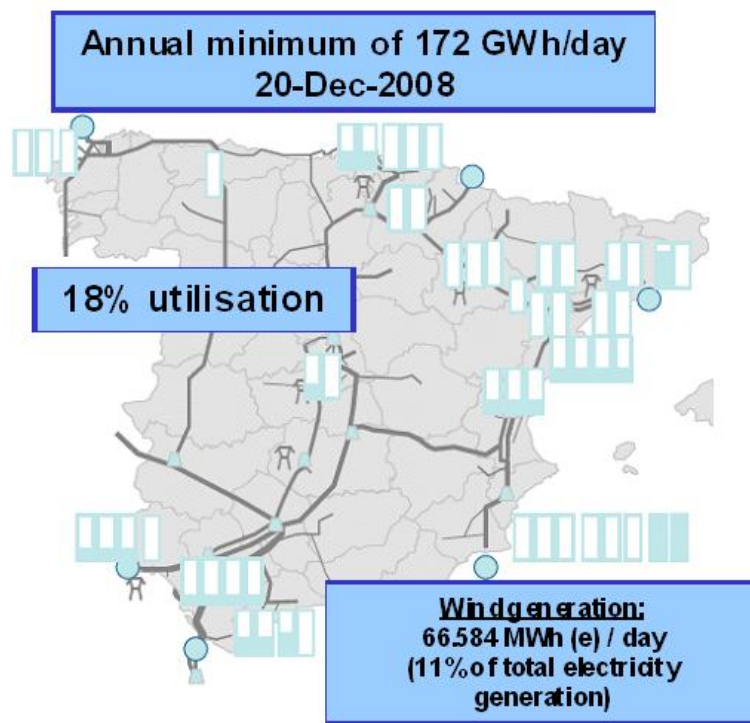 Annual minimum of 172 GWh/day
20-Dec-2008
18% utilisation
Wind generation:
66.584 MWh (e) / day
(11% of total electricity
generation)